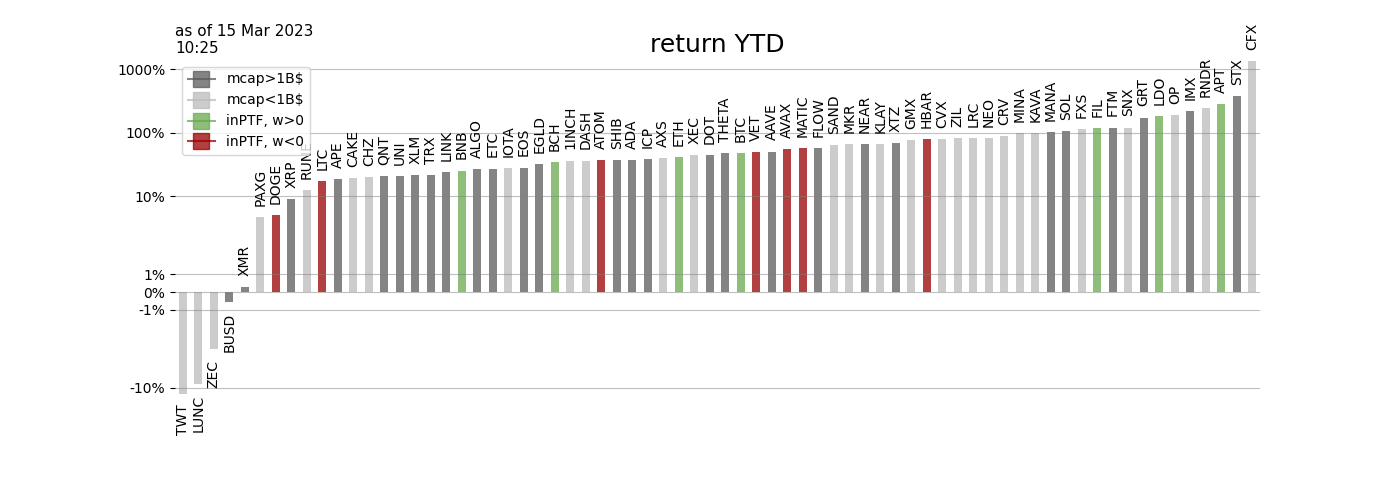 as of 15 Mar 2023
10:25
return YTD
mcap>1B$
mcap<1B$
inPTF, w>0
inPTF, w<0
1000%
100%
10%
1%
0%
-1%
-10%
TWT
LUNC
ZEC
BUSD
XMR
PAXG
DOGE
XRP
RUNE
LTC
APE
CAKE
CHZ
QNT
UNI
XLM
TRX
LINK
BNB
ALGO
ETC
IOTA
EOS
EGLD
BCH
1INCH
DASH
ATOM
SHIB
ADA
ICP
AXS
ETH
XEC
DOT
THETA
BTC
VET
AAVE
AVAX
MATIC
FLOW
SAND
MKR
NEAR
KLAY
XTZ
GMX
HBAR
CVX
ZIL
LRC
NEO
CRV
MINA
KAVA
MANA
SOL
FXS
FIL
FTM
SNX
GRT
LDO
OP
IMX
RNDR
APT
STX
CFX